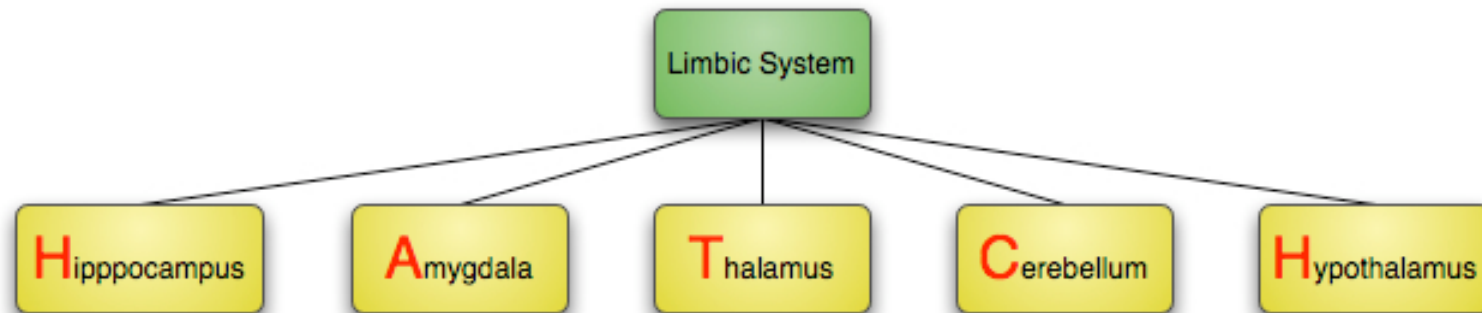 Limbic System
Hipppocampus
Amygdala
Thalamus
Cerebellum
Hypothalamus